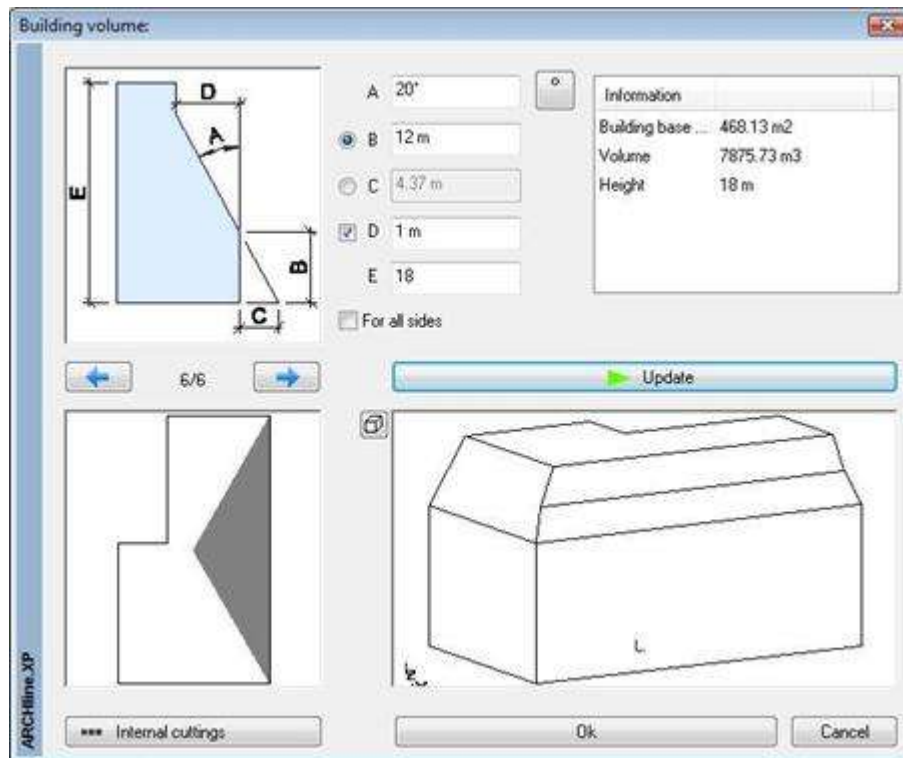 Building volume:
D
A
E
B
C
A 20°
B 12 m
C 4.37 m
D 1 m
E 18
For all sides
Information
Building base ... 468.13 m2
Volume 7875.73 m3
Height 18 m
6/6
Update
L
ARCHline.XP
Internal cuttings
Ok
Cancel